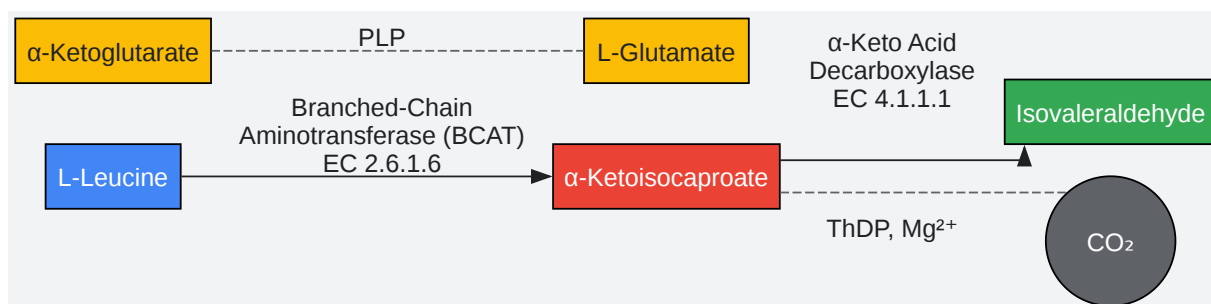 α-Ketoglutarate
PLP
L-Glutamate
α-Keto Acid
Decarboxylase
EC 4.1.1.1
Isovaleraldehyde
Branched-Chain
Aminotransferase (BCAT)
EC 2.6.1.6
L-Leucine
α-Ketoisocaproate
ThDP, Mg²⁺
CO₂